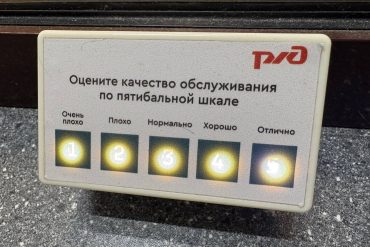 РЖД
Оцените качество обслуживания
по пятибальной шкале
Очень плохо Плохо Нормально Хорошо Отлично
1 2 3 4 5